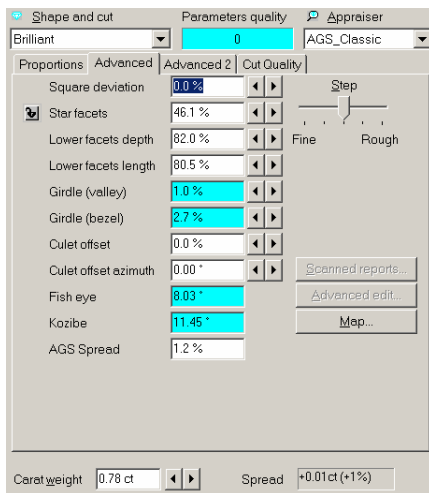 Shape and cut Parameters quality Appraiser
Brilliant 0 AGS_Classic
Proportions Advanced Advanced 2 Cut Quality
Square deviation 0.0 % Step
Star facets 46.1 %
Lower facets depth 82.0 % Fine Rough
Lower facets length 80.5 %
Girdle (valley) 1.0 %
Girdle (bezel) 2.7 %
Culet offset 0.0 %
Culet offset azimuth 0.00 ° Scanned reports...
Fish eye 8.03 ° Advanced edit...
Kozibe 11.45 ° Map...
AGS Spread 1.2 %
Carat weight 0.78 ct Spread +0.01ct (+1%)